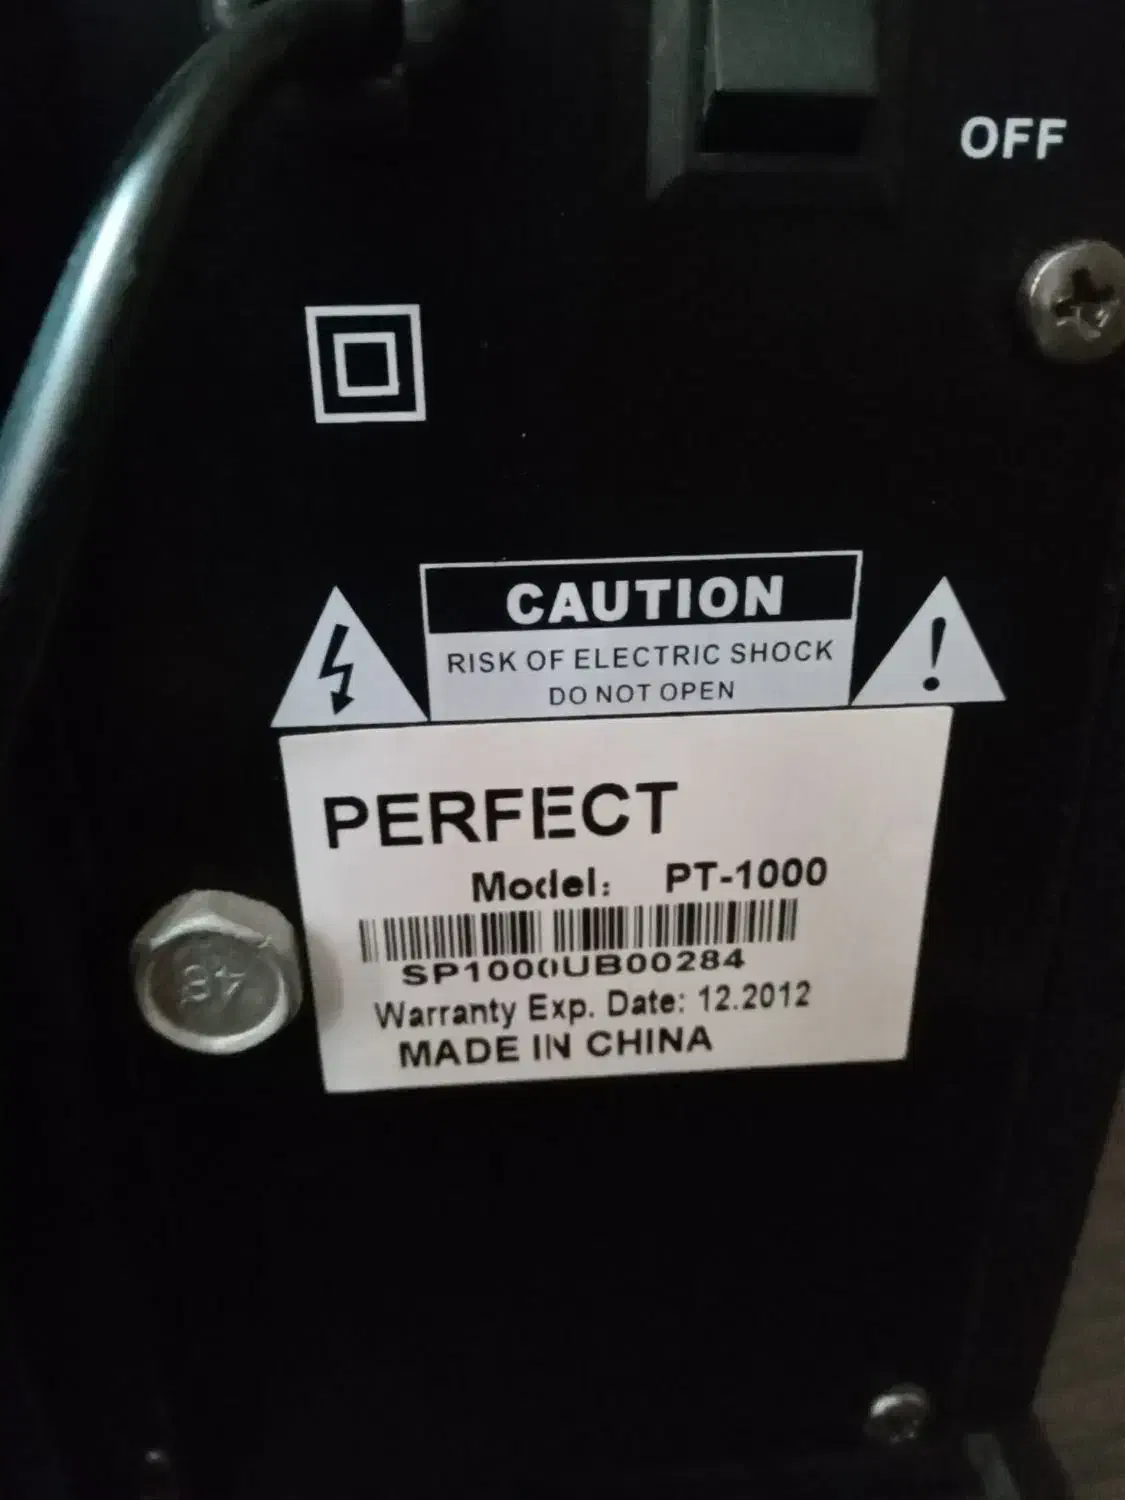 OFF
CAUTION
RISK OF ELECTRIC SHOCK
DO NOT OPEN
PERFECT
Model: PT-1000
SP1000UB00284
Warranty Exp. Date: 12.2012
MADE IN CHINA